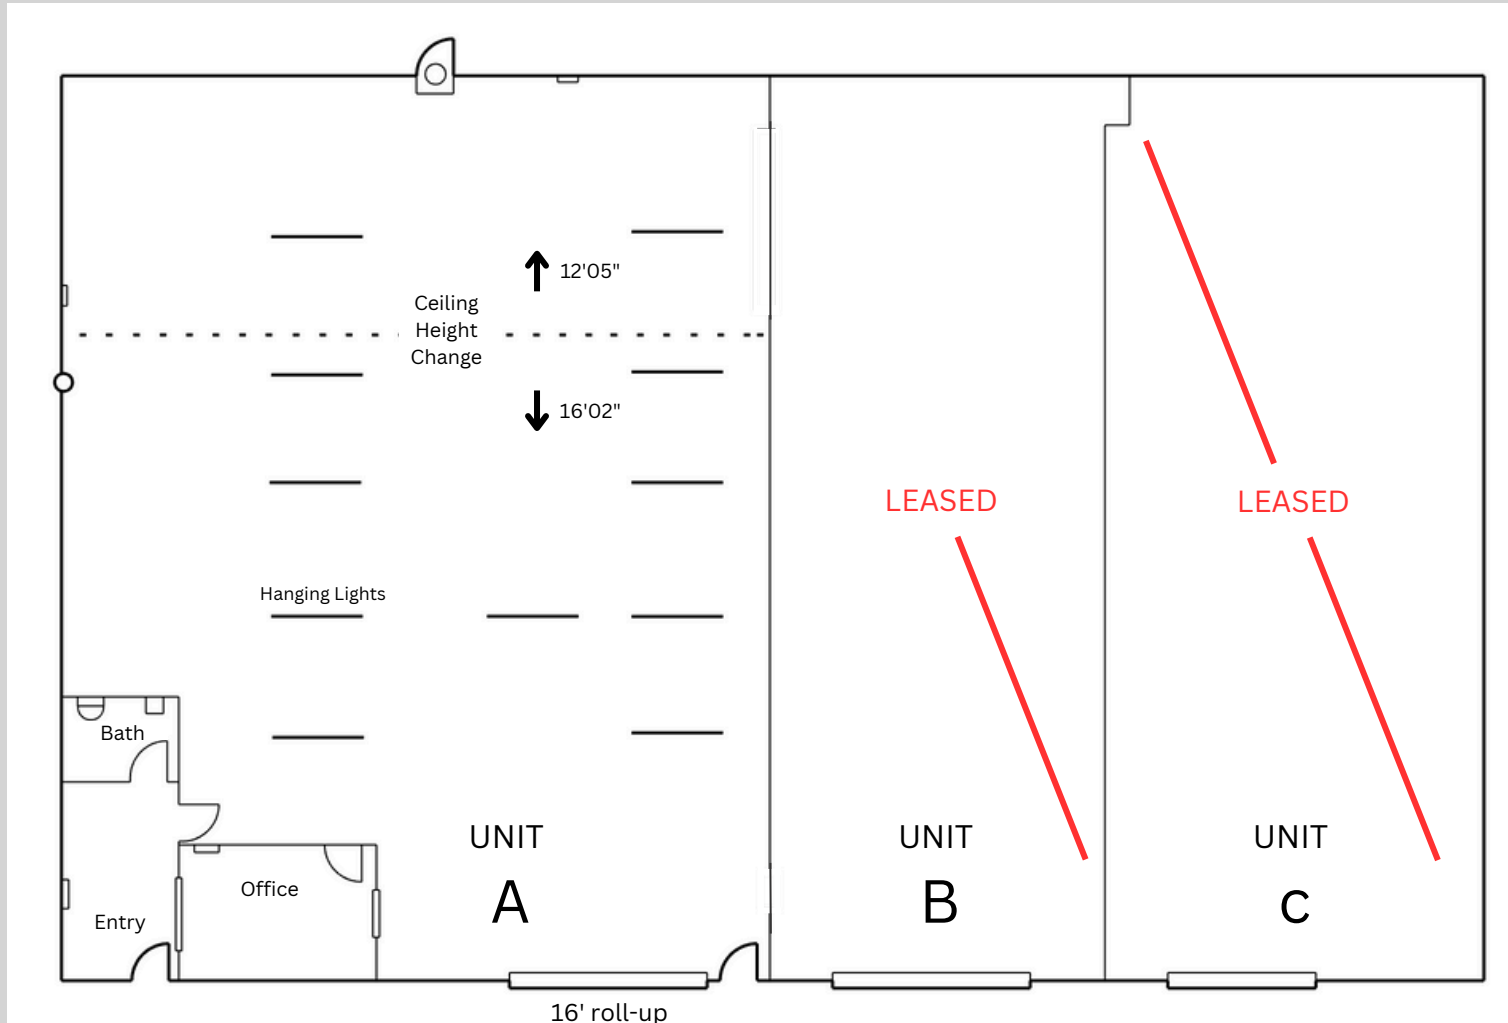 12'05"
Ceiling
Height
Change
16'02"
LEASED
LEASED
Hanging Lights
Bath
UNIT
A
UNIT
B
UNIT
c
Office
Entry
16' roll-up